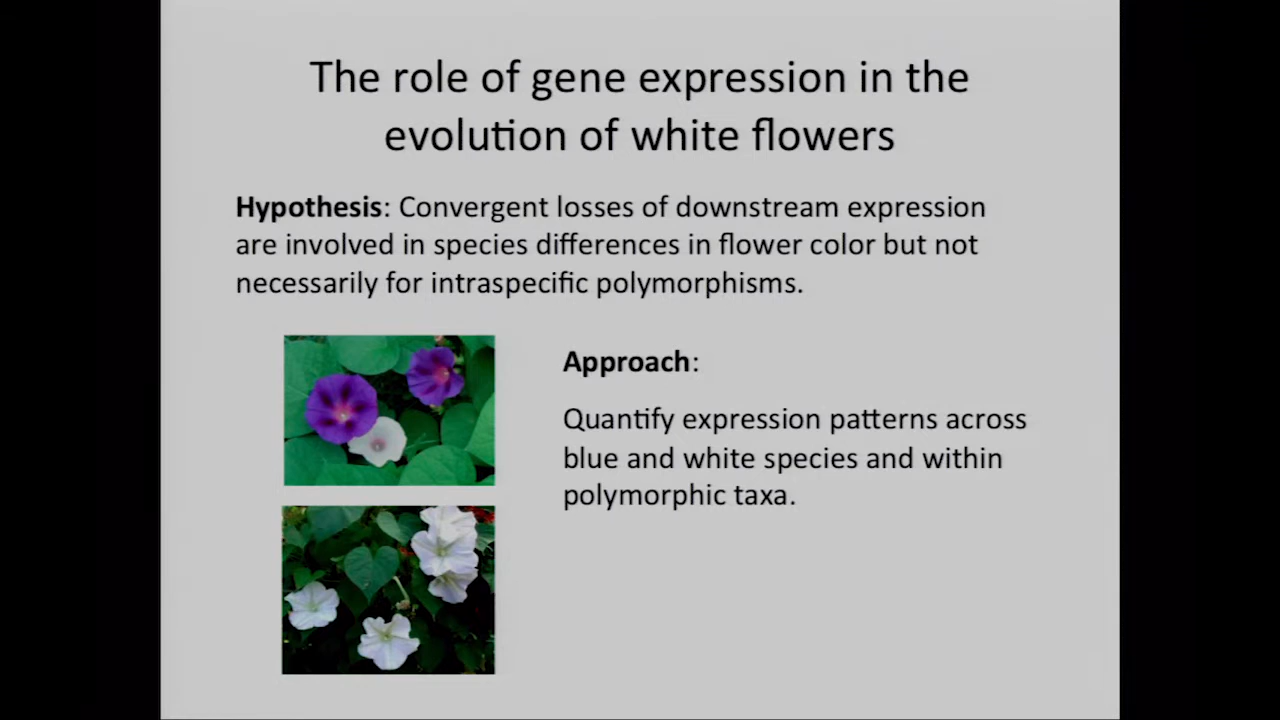 The role of gene expression in the
evolution of white flowers
Hypothesis: Convergent losses of downstream expression
are involved in species differences in flower color but not
necessarily for intraspecific polymorphisms.
Approach:
Quantify expression patterns across
blue and white species and within
polymorphic taxa.